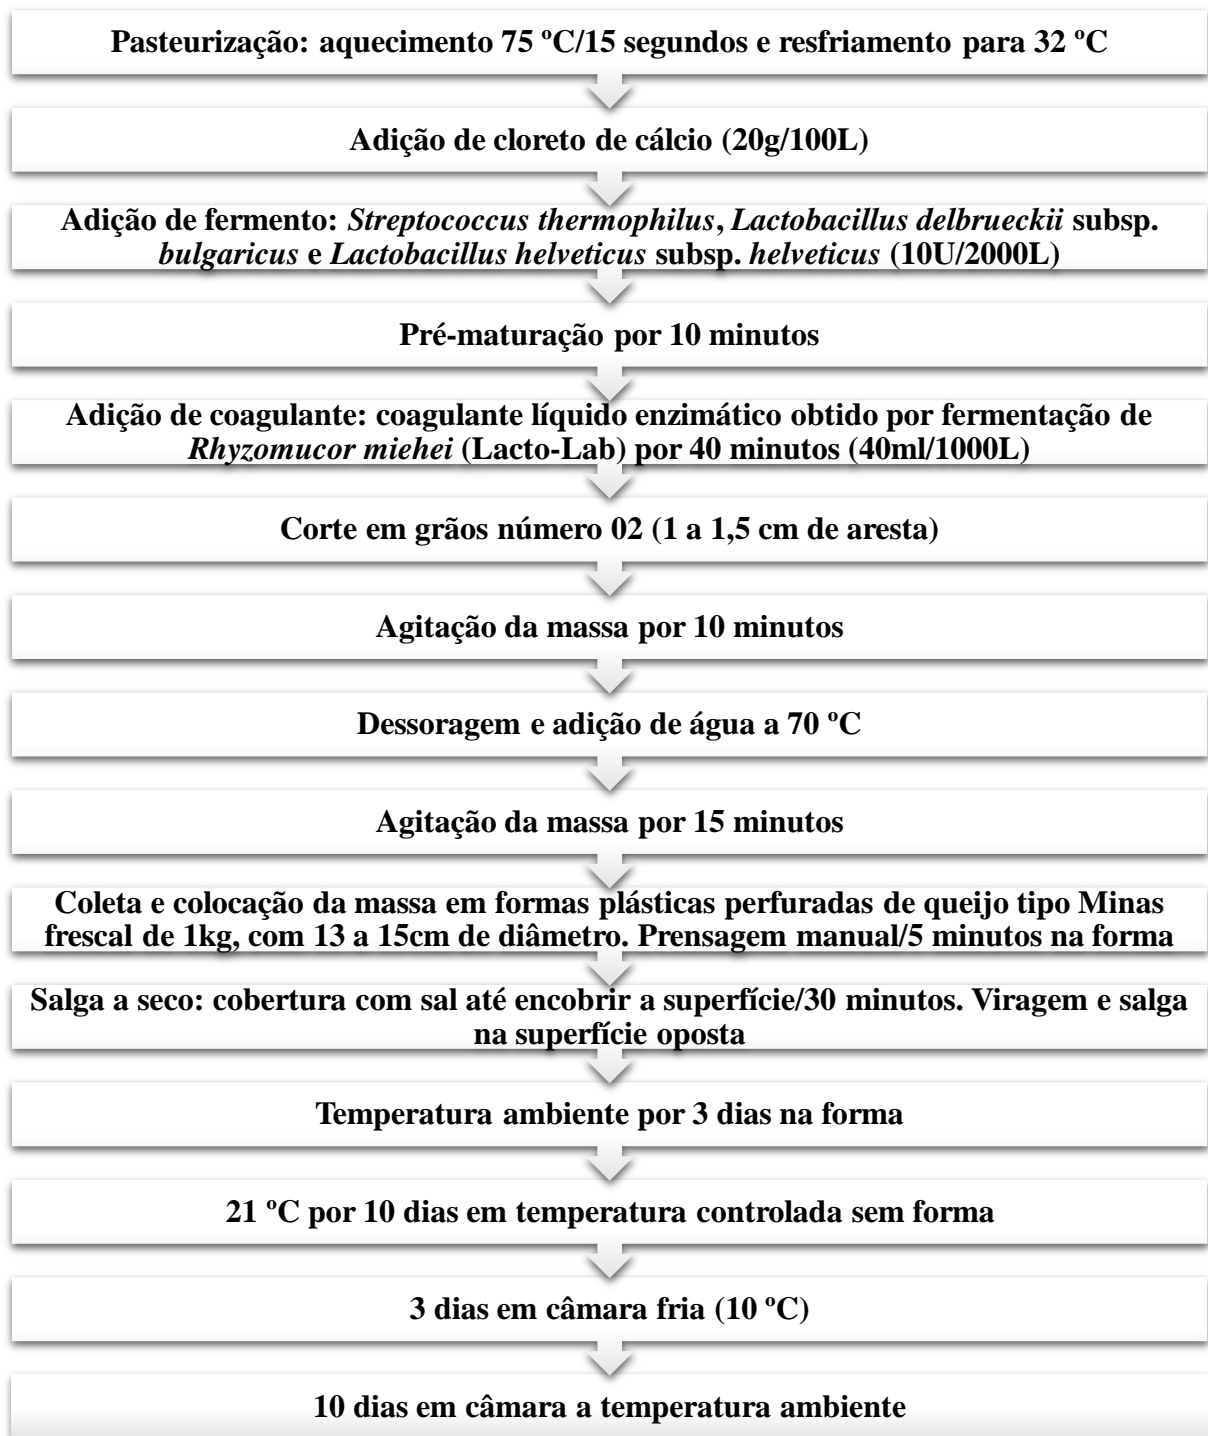 Pasteurização: aquecimento 75 ºC/15 segundos e resfriamento para 32 ºC
Adição de cloreto de cálcio (20g/100L)
Adição de fermento: Streptococcus thermophilus, Lactobacillus delbrueckii subsp.
bulgaricus e Lactobacillus helveticus subsp. helveticus (10U/2000L)
Pré-maturação por 10 minutos
Adição de coagulante: coagulante líquido enzimático obtido por fermentação de
Rhyzomucor miehei (Lacto-Lab) por 40 minutos (40ml/1000L)
Corte em grãos número 02 (1 a 1,5 cm de aresta)
Agitação da massa por 10 minutos
Dessoragem e adição de água a 70 ºC
Agitação da massa por 15 minutos
Coleta e colocação da massa em formas plásticas perfuradas de queijo tipo Minas
frescal de 1kg, com 13 a 15cm de diâmetro. Prensagem manual/5 minutos na forma
Salga a seco: cobertura com sal até encobrir a superfície/30 minutos. Viragem e salga
na superfície oposta
Temperatura ambiente por 3 dias na forma
21 ºC por 10 dias em temperatura controlada sem forma
3 dias em câmara fria (10 ºC)
10 dias em câmara a temperatura ambiente